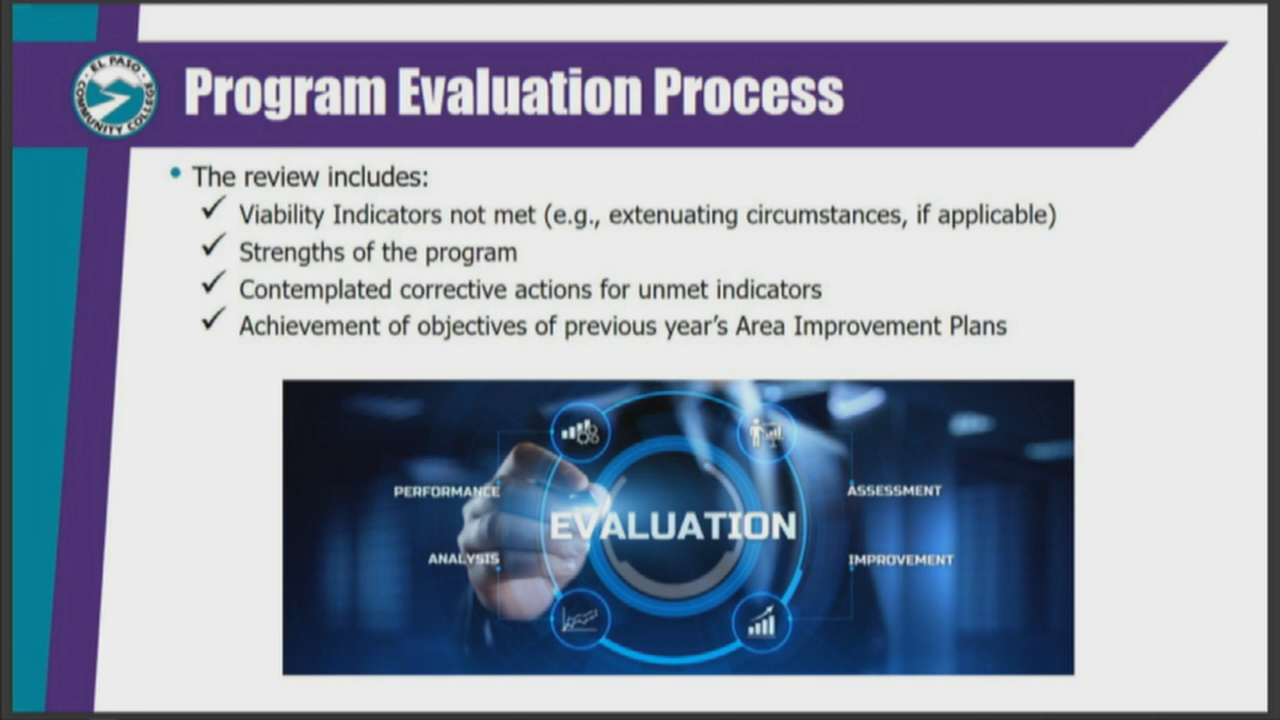 EL PASO
COMMUNITY COLLEGE
Program Evaluation Process
• The review includes:
✓ Viability Indicators not met (e.g., extenuating circumstances, if applicable)
✓ Strengths of the program
✓ Contemplated corrective actions for unmet indicators
✓ Achievement of objectives of previous year's Area Improvement Plans
PERFORMANCE
ANALYSIS
EVALUATION
ASSESSMENT
IMPROVEMENT